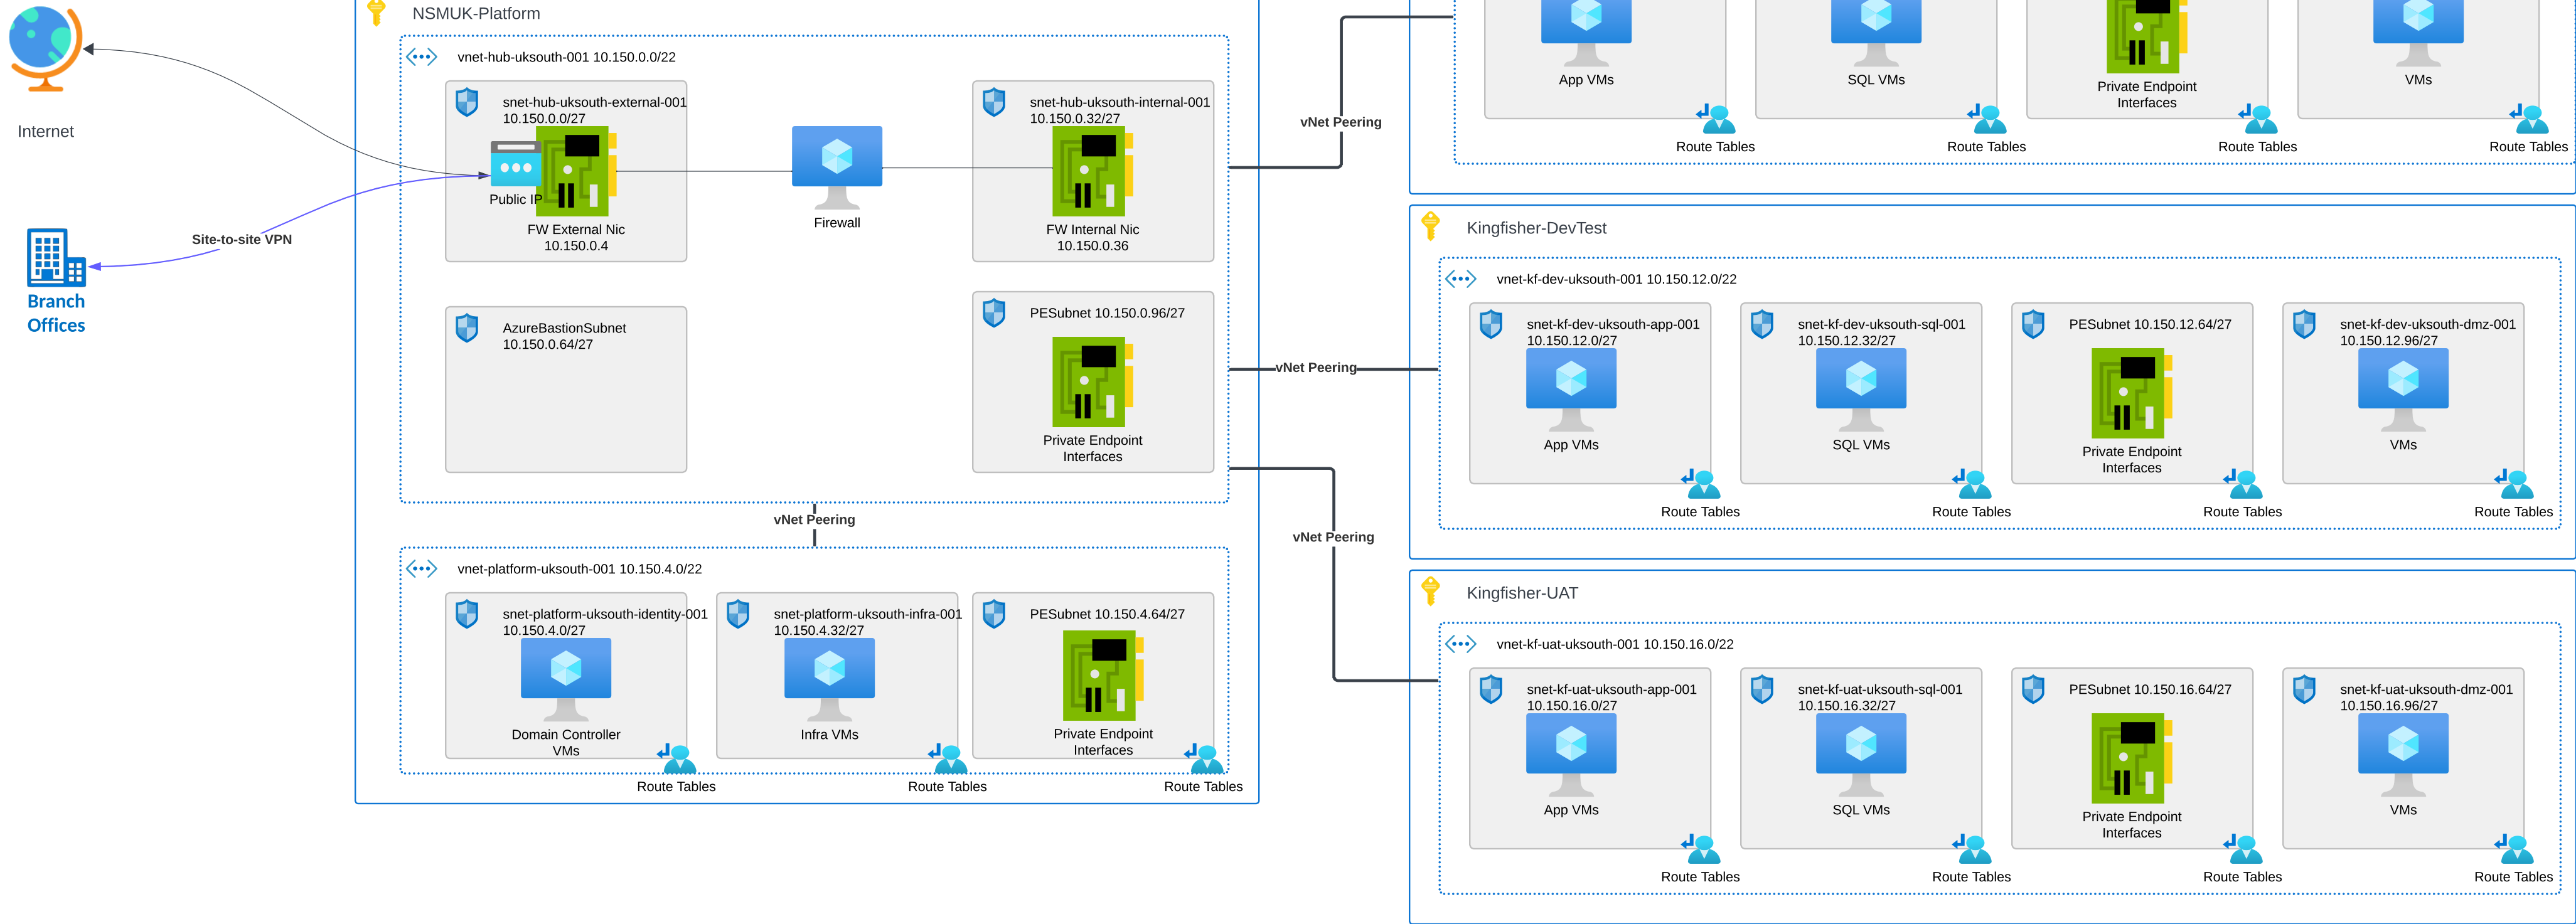 NSMUK-Platform
Internet
Branch
Offices
Site-to-site VPN
vnet-hub-uksouth-001 10.150.0.0/22
snet-hub-uksouth-external-001
10.150.0.0/27
Public IP
FW External Nic
10.150.0.4
Firewall
snet-hub-uksouth-internal-001
10.150.0.32/27
FW Internal Nic
10.150.0.36
AzureBastionSubnet
10.150.0.64/27
PESubnet 10.150.0.96/27
Private Endpoint
Interfaces
vNet Peering
vnet-platform-uksouth-001 10.150.4.0/22
snet-platform-uksouth-identity-001
10.150.4.0/27
Domain Controller
VMs
Route Tables
snet-platform-uksouth-infra-001
10.150.4.32/27
Infra VMs
Route Tables
PESubnet 10.150.4.64/27
Private Endpoint
Interfaces
Route Tables
vNet Peering
vNet Peering
vNet Peering
App VMs
Route Tables
SQL VMs
Route Tables
Private Endpoint
Interfaces
Route Tables
VMs
Route Tables
Kingfisher-DevTest
vnet-kf-dev-uksouth-001 10.150.12.0/22
snet-kf-dev-uksouth-app-001
10.150.12.0/27
App VMs
Route Tables
snet-kf-dev-uksouth-sql-001
10.150.12.32/27
SQL VMs
Route Tables
PESubnet 10.150.12.64/27
Private Endpoint
Interfaces
Route Tables
snet-kf-dev-uksouth-dmz-001
10.150.12.96/27
VMs
Route Tables
Kingfisher-UAT
vnet-kf-uat-uksouth-001 10.150.16.0/22
snet-kf-uat-uksouth-app-001
10.150.16.0/27
App VMs
Route Tables
snet-kf-uat-uksouth-sql-001
10.150.16.32/27
SQL VMs
Route Tables
PESubnet 10.150.16.64/27
Private Endpoint
Interfaces
Route Tables
snet-kf-uat-uksouth-dmz-001
10.150.16.96/27
VMs
Route Tables